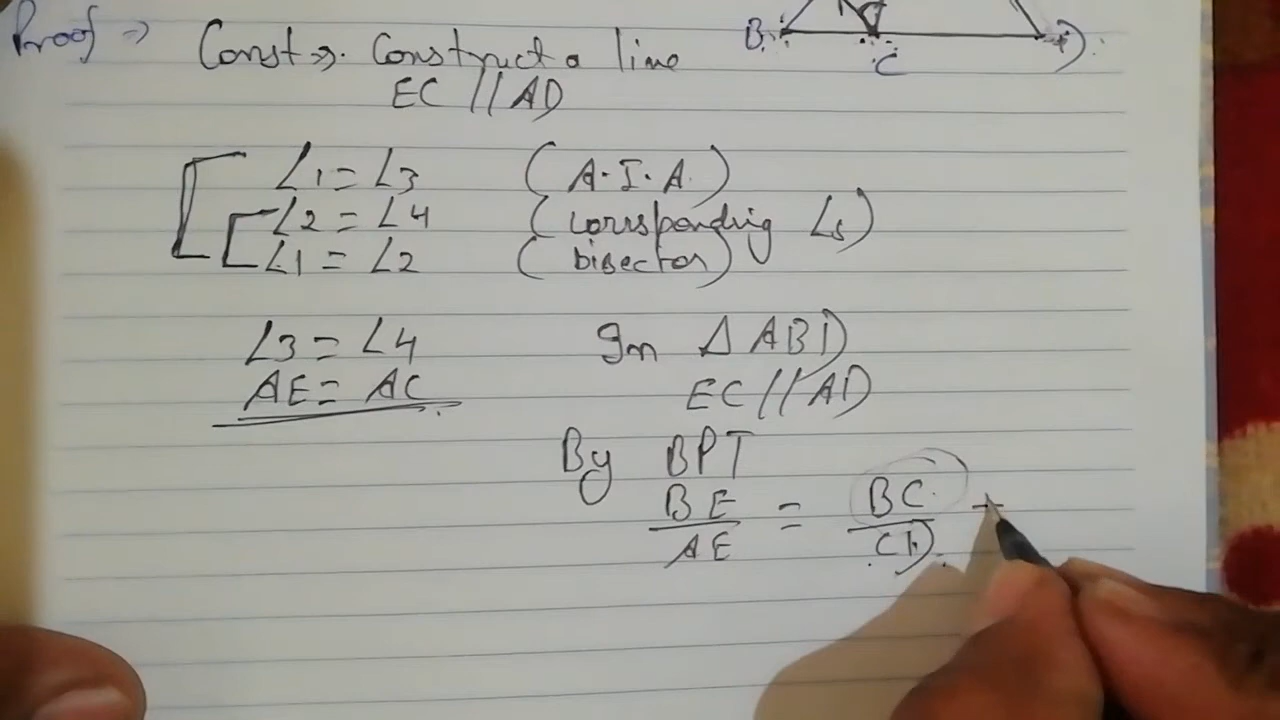 Proof ⇒ Const ⇒. Construct a line
EC // AD
B
C
D
∠1 = ∠3 (A.I.A)
∠2 = ∠4 (Corrsponding ∠s)
∠1 = ∠2 (bisector)
∠3 = ∠4 In Δ ABD
AE = AC EC // AD
By BPT
BE / AE = BC / CD